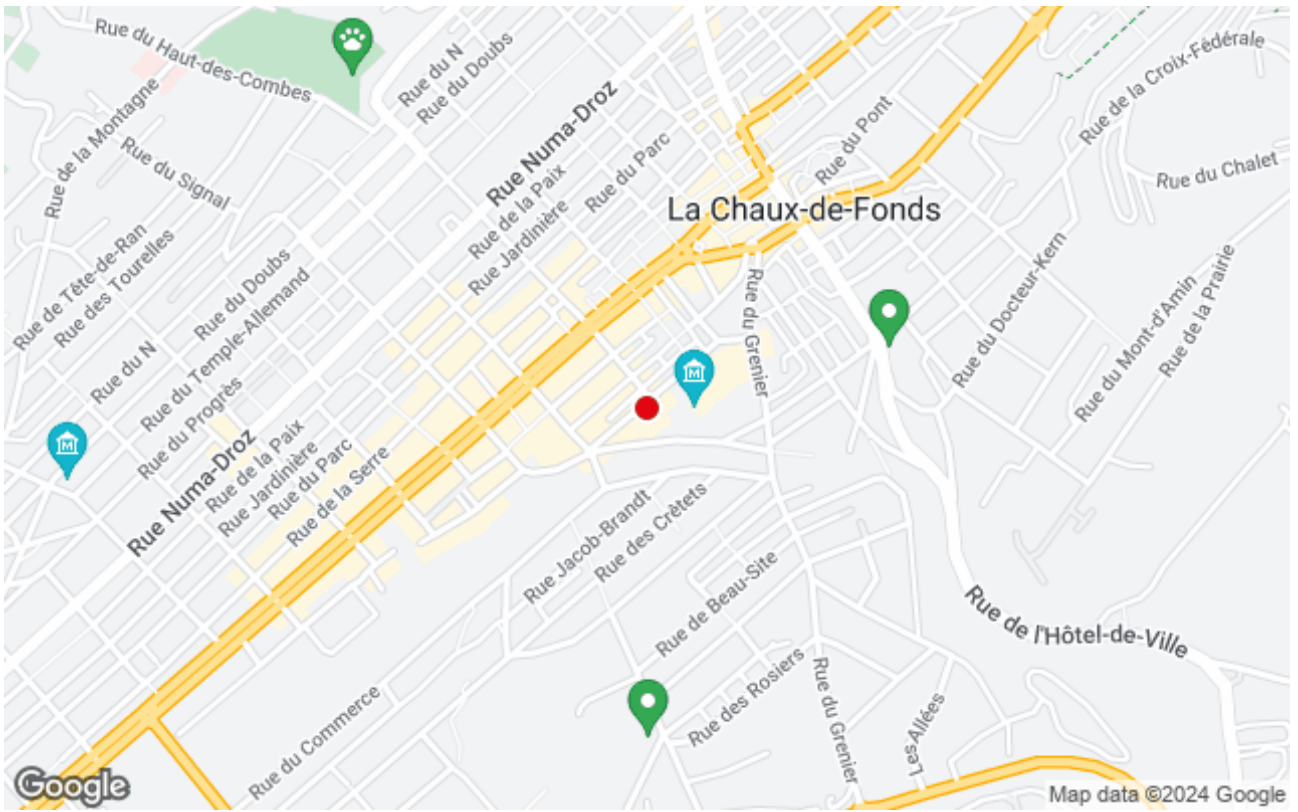 Rue du Haut-des-Combes
Rue du N
Rue du Doubs
Rue de la Montagne
Rue du Signal
Rue Numa-Droz
Rue de la Paix
Rue Jardinière
Rue du Parc
Rue du Pont
Rue de la Croix-Fédérale
Rue du Chalet
La Chaux-de-Fonds
Rue de Tête-de-Ran
Rue des Tourelles
Rue du Doubs
Rue du Temple-Allemand
Rue du N
Rue du Progrès
Rue Numa-Droz
Rue de la Paix
Rue Jardinière
Rue du Parc
Rue de la Serre
Rue du Grenier
Rue du Docteur-Kern
Rue du Mont-d'Amin
Rue de la Prairie
M
M
Rue Jacob-Brandt
Rue des Crêtets
Rue de Beau-Site
Rue des Rosiers
Rue du Grenier
Les Allées
Rue de l'Hôtel-de-Ville
Rue du Commerce
Google
Map data ©2024 Google